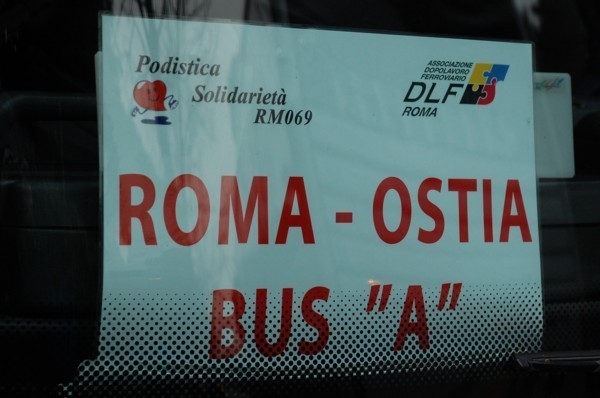 Podistica
Solidarietà
RM069
ASSOCIAZIONE
DOPOLAVORO
FERROVIARIO
DLF
ROMA
ROMA - OSTIA
BUS "A"